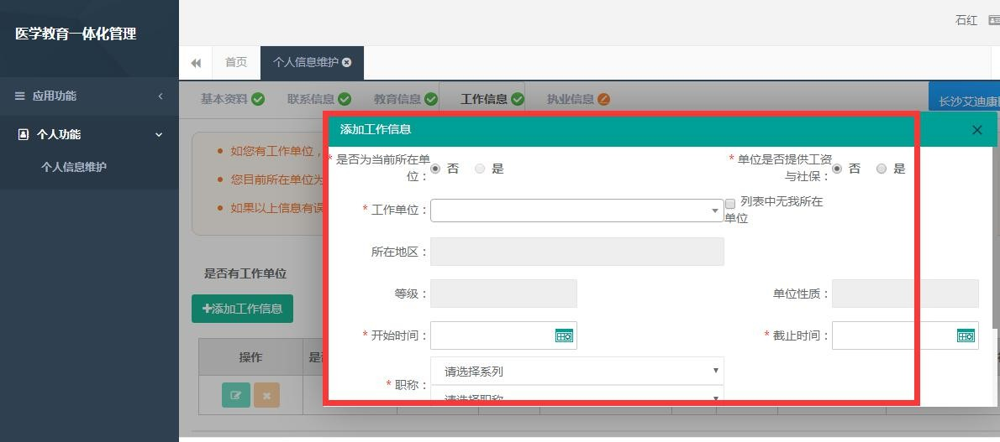 医学教育一体化管理
石红
应用功能
个人功能
个人信息维护
首页
个人信息维护
基本资料
联系信息
教育信息
工作信息
执业信息
长沙艾迪康
如您有工作单位，
您目前所在单位为
如果以上信息有误
是否有工作单位
添加工作信息
操作
添加工作信息
* 是否为当前所在单
位：
否
是
* 单位是否提供工资
与社保：
否
是
* 工作单位：
列表中无我所在
单位
所在地区：
等级：
单位性质：
* 开始时间：
* 截止时间：
* 职称：
请选择系列
请选择职称